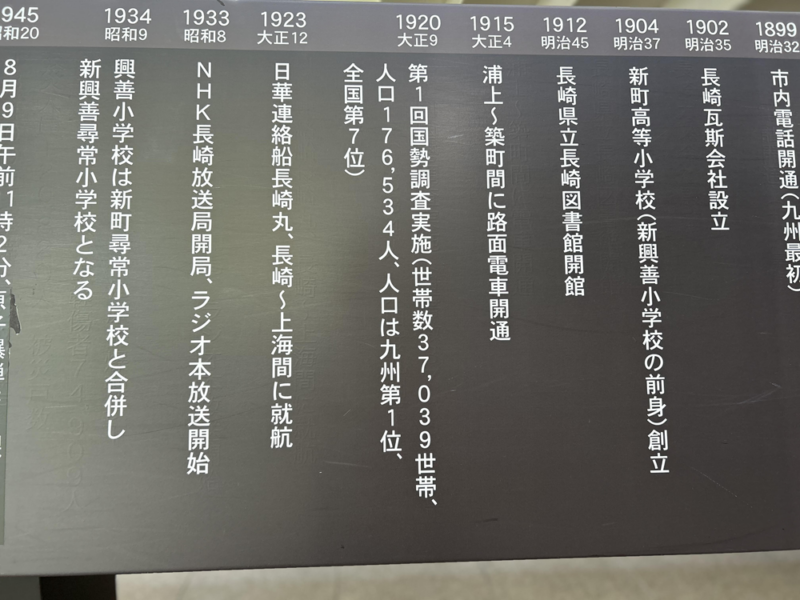 1899
明治32
市内電話開通(九州最初)
1902
明治35
長崎瓦斯会社設立
1904
明治37
新町高等小学校(新興善小学校の前身)創立
1912
明治45
長崎県立長崎図書館開館
1915
大正4
浦上〜築町間に路面電車開通
1920
大正9
第1回国勢調査実施(世帯数37,039世帯、
人口176,534人、人口は九州第1位、
全国第7位)
1923
大正12
日華連絡船長崎丸、長崎〜上海間に就航
1933
昭和8
NHK長崎放送局開局、ラジオ本放送開始
1934
昭和9
興善小学校は新町尋常小学校と合併し
新興善尋常小学校となる
945
和20
8月9日午前11時2分、原子爆弾